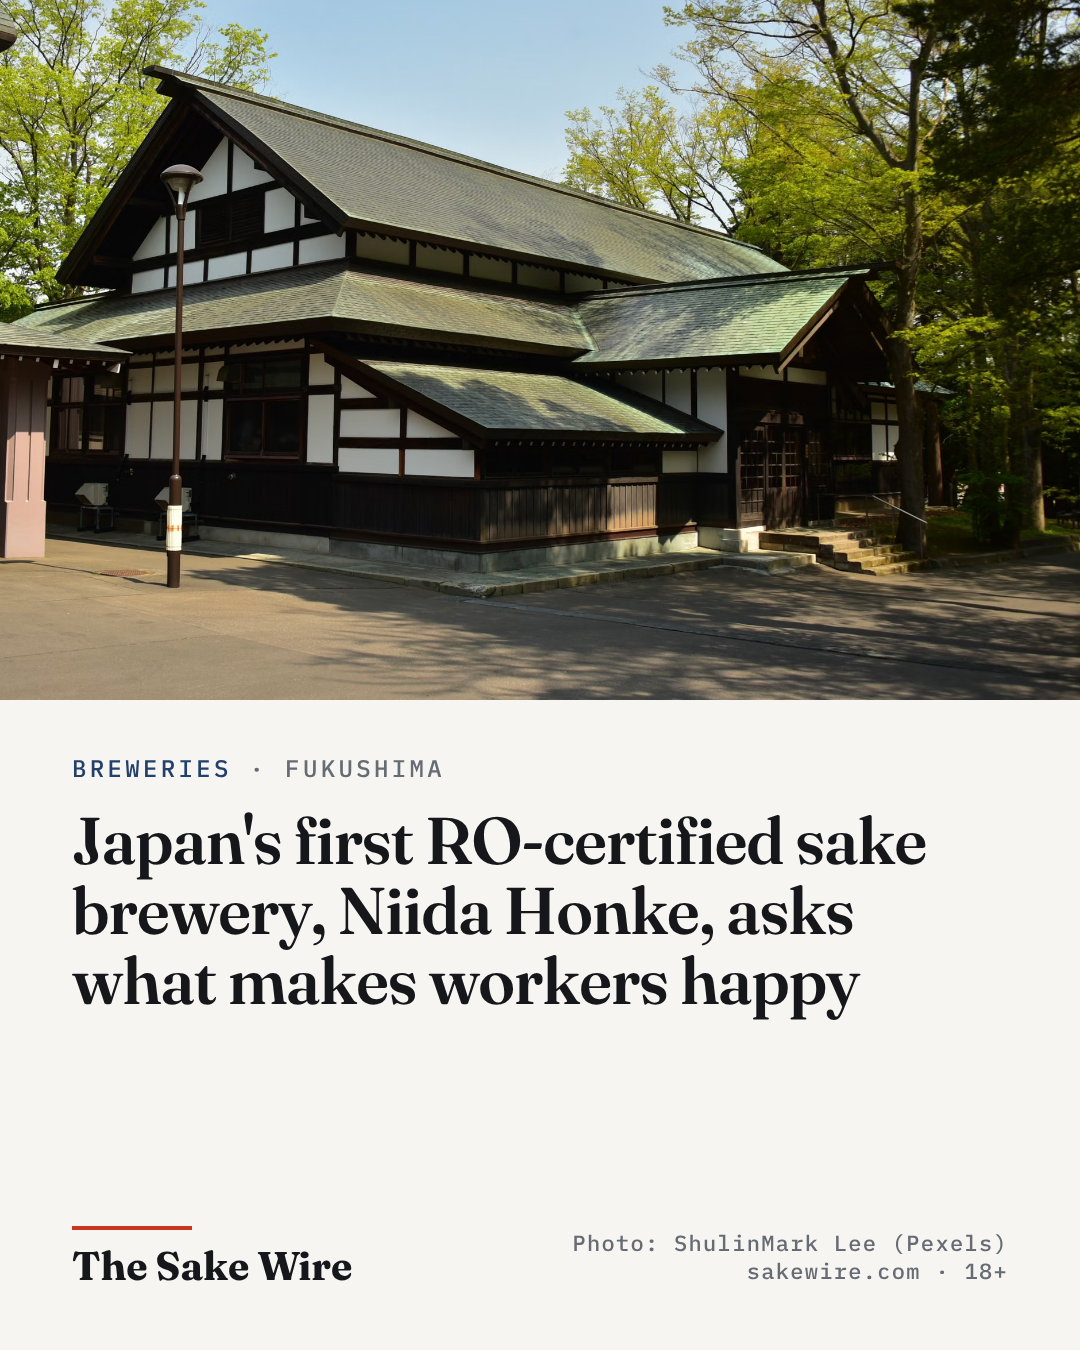 BREWERIES · FUKUSHIMA
Japan's first RO-certified sake
brewery, Niida Honke, asks
what makes workers happy
The Sake Wire
Photo: ShulinMark Lee (Pexels)
sakewire.com · 18+